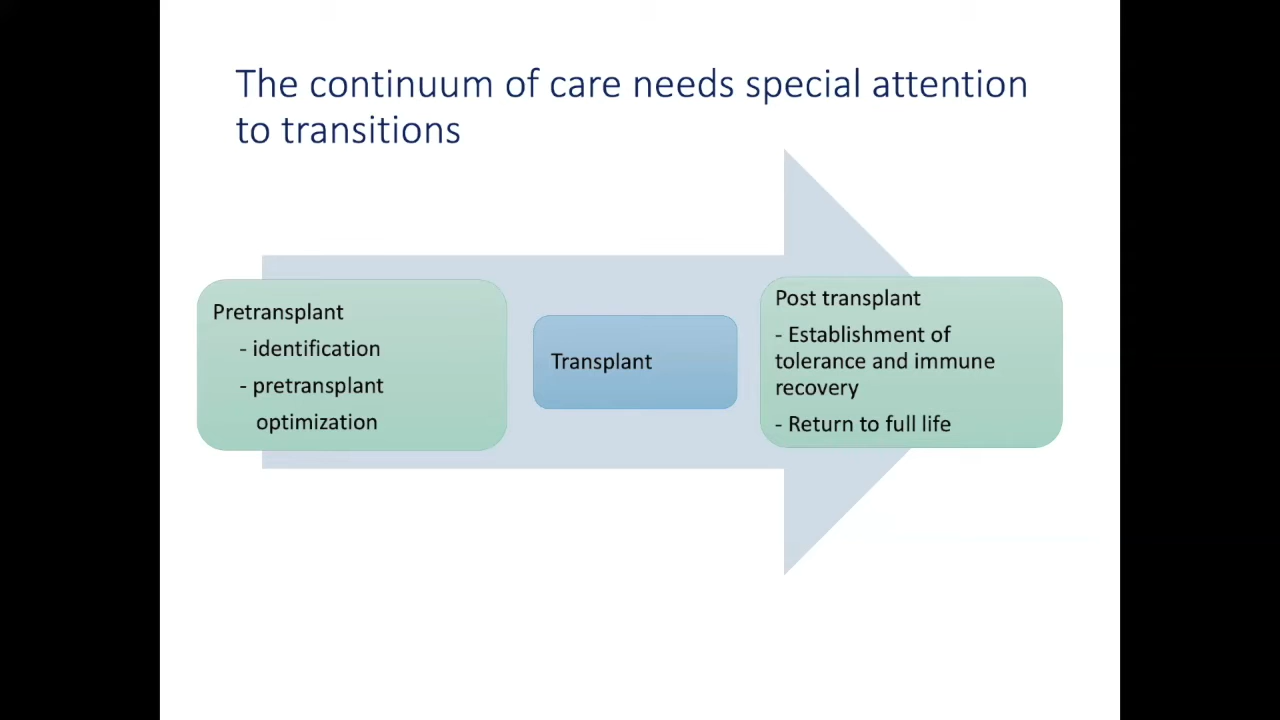 The continuum of care needs special attention
to transitions
Pretransplant
- identification
- pretransplant
optimization
Transplant
Post transplant
- Establishment of
tolerance and immune
recovery
- Return to full life